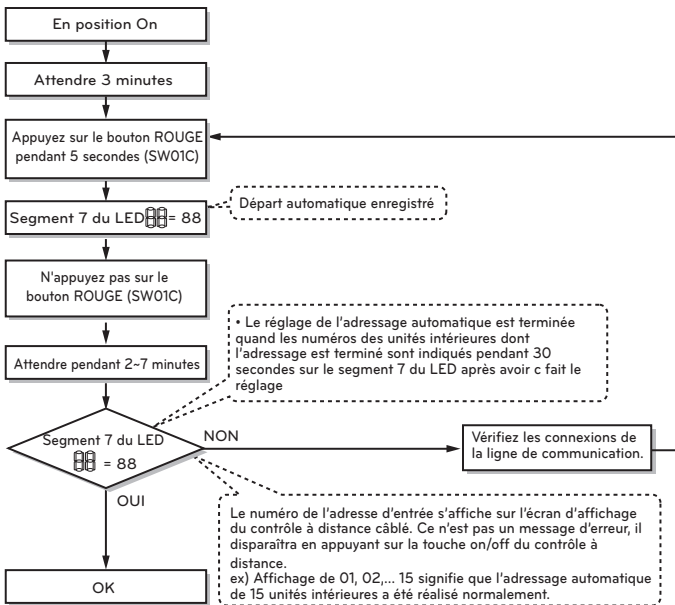 En position On
Attendre 3 minutes
Appuyez sur le bouton ROUGE
pendant 5 secondes (SW01C)
Segment 7 du LED 88 = 88
Départ automatique enregistré
N'appuyez pas sur le
bouton ROUGE (SW01C)
• Le réglage de l'adressage automatique est terminée
quand les numéros des unités intérieures dont
l'adressage est terminé sont indiqués pendant 30
secondes sur le segment 7 du LED après avoir c fait le
réglage
Attendre pendant 2~7 minutes
Segment 7 du LED
88 = 88
NON
Vérifiez les connexions de
la ligne de communication.
OUI
Le numéro de l'adresse d'entrée s'affiche sur l'écran d'affichage
du contrôle à distance câblé. Ce n'est pas un message d'erreur, il
disparaîtra en appuyant sur la touche on/off du contrôle à
distance.
ex) Affichage de 01, 02,... 15 signifie que l'adressage automatique
de 15 unités intérieures a été réalisé normalement.
OK